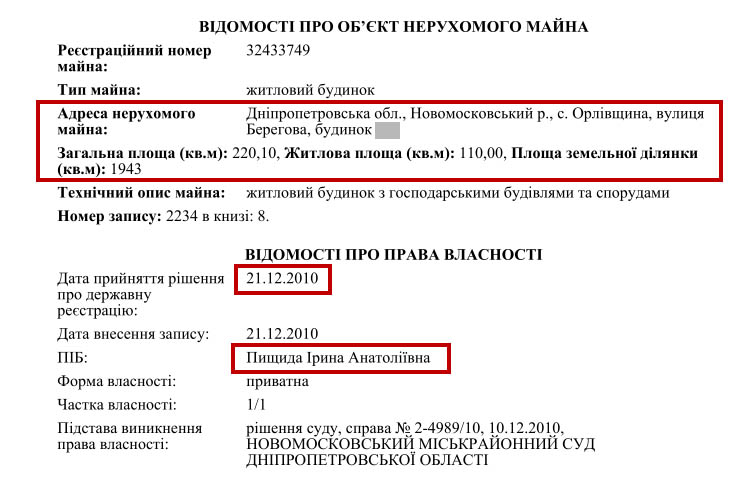 ВІДОМОСТІ ПРО ОБ’ЄКТ НЕРУХОМОГО МАЙНА
Реєстраційний номер майна: 32433749
Тип майна: житловий будинок
Адреса нерухомого майна: Дніпропетровська обл., Новомосковський р., с. Орлівщина, вулиця
Берегова, будинок
Загальна площа (кв.м): 220,10, Житлова площа (кв.м): 110,00, Площа земельної ділянки
(кв.м): 1943
Технічний опис майна: житловий будинок з господарськими будівлями та спорудами
Номер запису: 2234 в книзі: 8.
ВІДОМОСТІ ПРО ПРАВА ВЛАСНОСТІ
Дата прийняття рішення про державну реєстрацію: 21.12.2010
Дата внесення запису: 21.12.2010
ПІБ: Пищида Ірина Анатоліївна
Форма власності: приватна
Частка власності: 1/1
Підстава виникнення права власності: рішення суду, справа № 2-4989/10, 10.12.2010,
НОВОМОСКОВСЬКИЙ МІСЬКРАЙОННИЙ СУД
ДНІПРОПЕТРОВСЬКОЇ ОБЛАСТІ